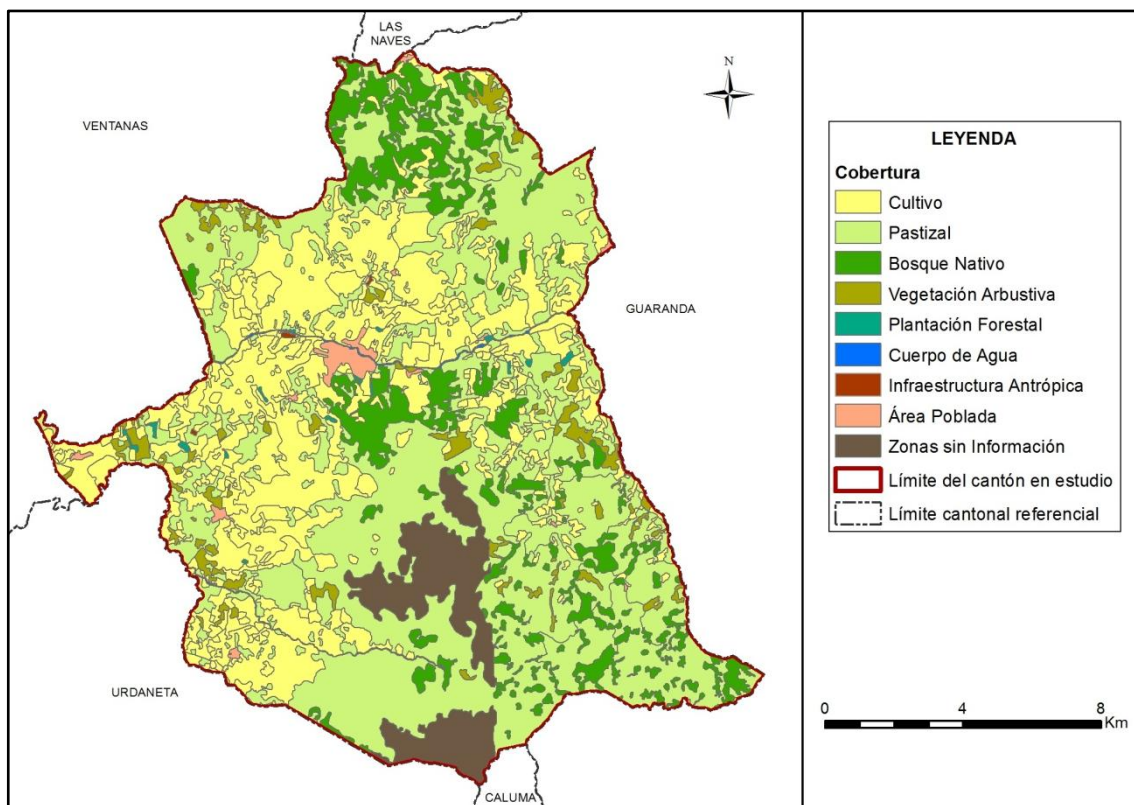 LAS
NAVES
VENTANAS
N
GUARANDA
URDANETA
CALUMA
LEYENDA
Cobertura
Cultivo
Pastizal
Bosque Nativo
Vegetación Arbustiva
Plantación Forestal
Cuerpo de Agua
Infraestructura Antrópica
Área Poblada
Zonas sin Información
Límite del cantón en estudio
Límite cantonal referencial
0 4 8
Km